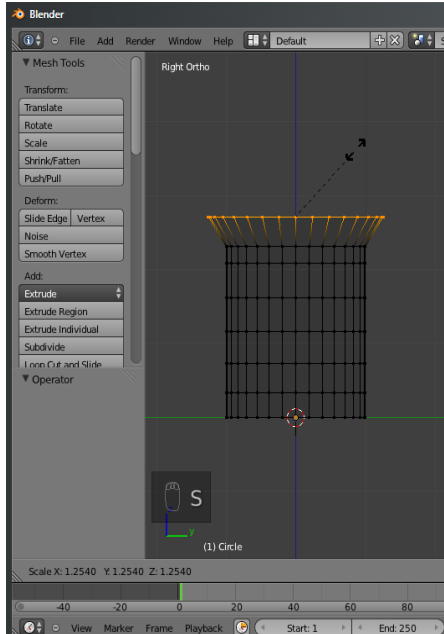 Blender
File Add Render Window Help Default
Mesh Tools
Right Ortho
Transform:
Translate
Rotate
Scale
Shrink/Fatten
Push/Pull
Deform:
Slide Edge Vertex
Noise
Smooth Vertex
Add:
Extrude
Extrude Region
Extrude Individual
Subdivide
Loop Cut and Slide
Operator
S
y
(1) Circle
Scale X: 1.2540 Y: 1.2540 Z: 1.2540
-40 -20 0 20 40 60 80
View Marker Frame Playback Start: 1 End: 250